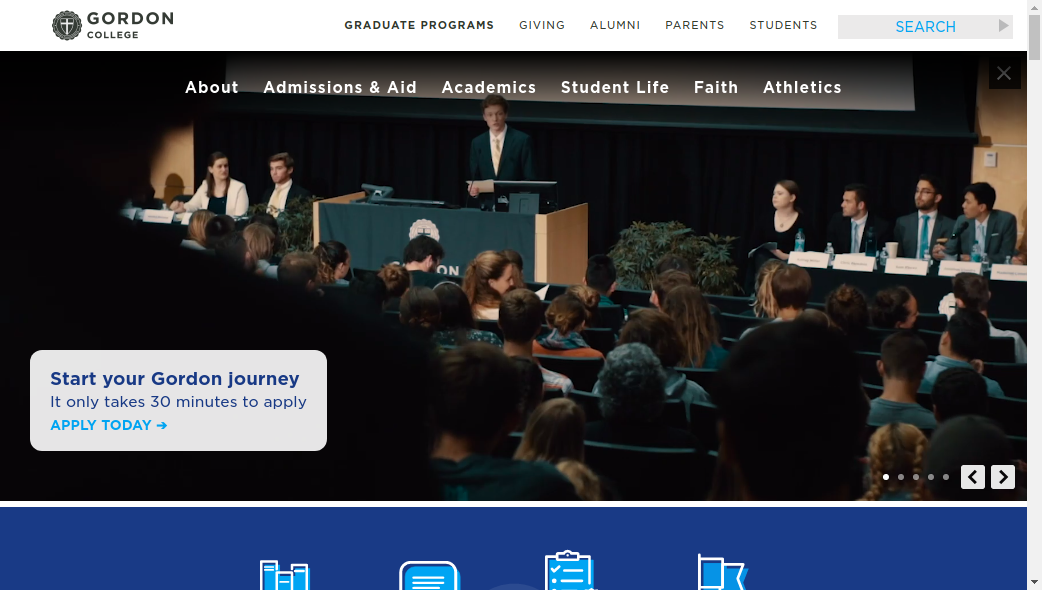 GORDON
COLLEGE
GRADUATE PROGRAMS
GIVING
ALUMNI
PARENTS
STUDENTS
SEARCH
About
Admissions & Aid
Academics
Student Life
Faith
Athletics
Start your Gordon journey
It only takes 30 minutes to apply
APPLY TODAY ➔